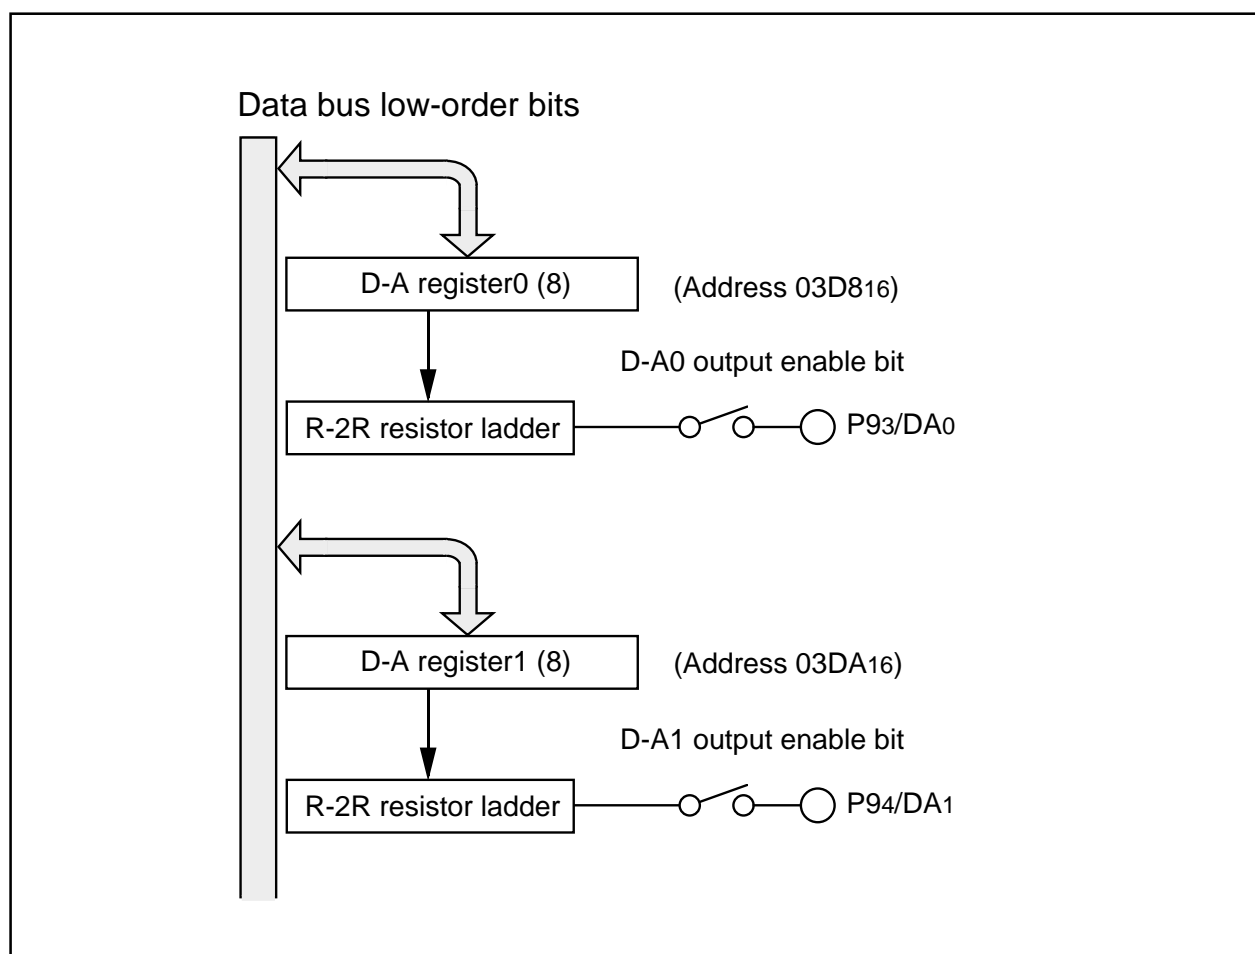 Data bus low-order bits
D-A register0 (8)
(Address 03D816)
D-A0 output enable bit
R-2R resistor ladder
P93/DA0
D-A register1 (8)
(Address 03DA16)
D-A1 output enable bit
R-2R resistor ladder
P94/DA1